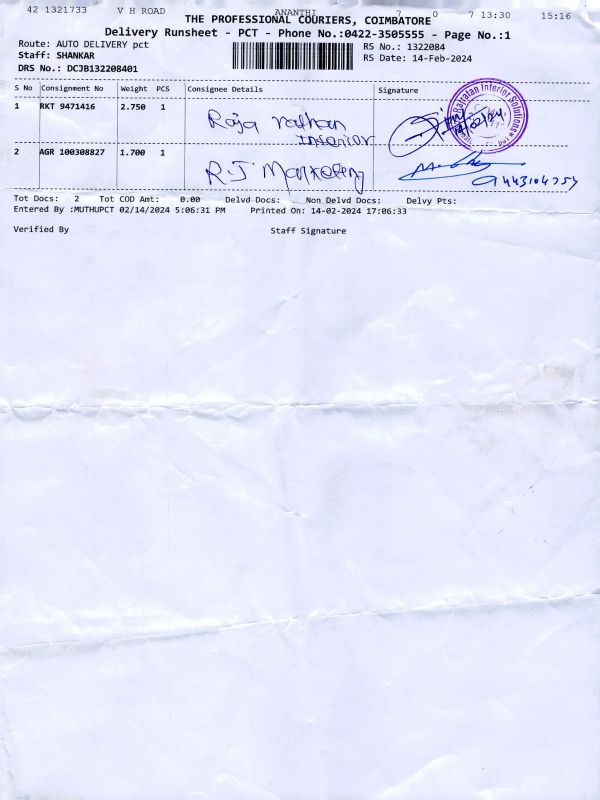 42 1321733 V H ROAD ANANTHI 7 0 7 13:30 15:16
THE PROFESSIONAL COURIERS, COIMBATORE
Delivery Runsheet - PCT - Phone No.:0422-3505555 - Page No.:1
Route: AUTO DELIVERY pct
RS No.: 1322084
Staff: SHANKAR
RS Date: 14-Feb-2024
DRS No.: DCJB132208401
S No Consignment No Weight PCS Consignee Details Signature
1 RKT 9471416 2.750 1 Raja rathan
Interior
Interior Solutions
14/02/24
2 AGR 100308827 1.700 1 R.J Marketing
9443104757
Tot Docs: 2 Tot COD Amt: 0.00 Delvd Docs: Non Delvd Docs: Delvy Pts:
Entered By :MUTHUPCT 02/14/2024 5:06:31 PM Printed On: 14-02-2024 17:06:33
Verified By Staff Signature